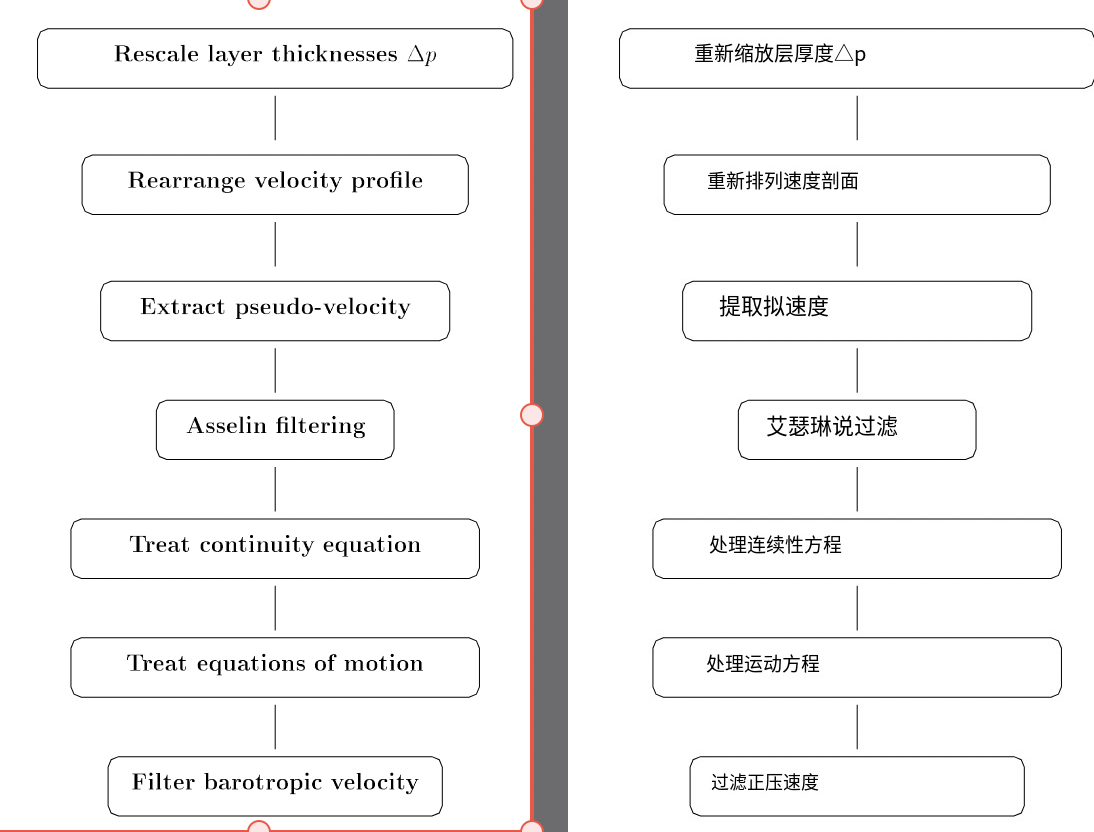 Rescale layer thicknesses Δp
Rearrange velocity profile
Extract pseudo-velocity
Asselin filtering
Treat continuity equation
Treat equations of motion
Filter barotropic velocity
重新缩放层厚度△p
重新排列速度剖面
提取拟速度
艾瑟琳说过滤
处理连续性方程
处理运动方程
过滤正压速度